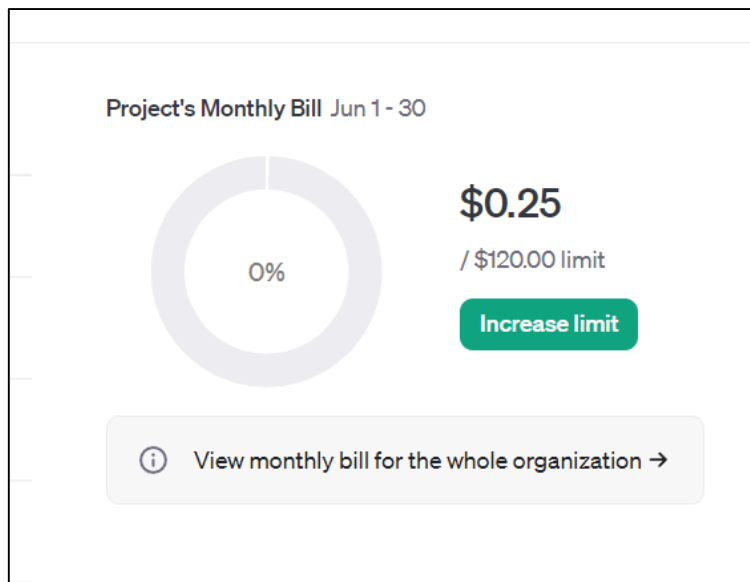 Project's Monthly Bill Jun 1 - 30
0%
$0.25
/ $120.00 limit
Increase limit
View monthly bill for the whole organization →